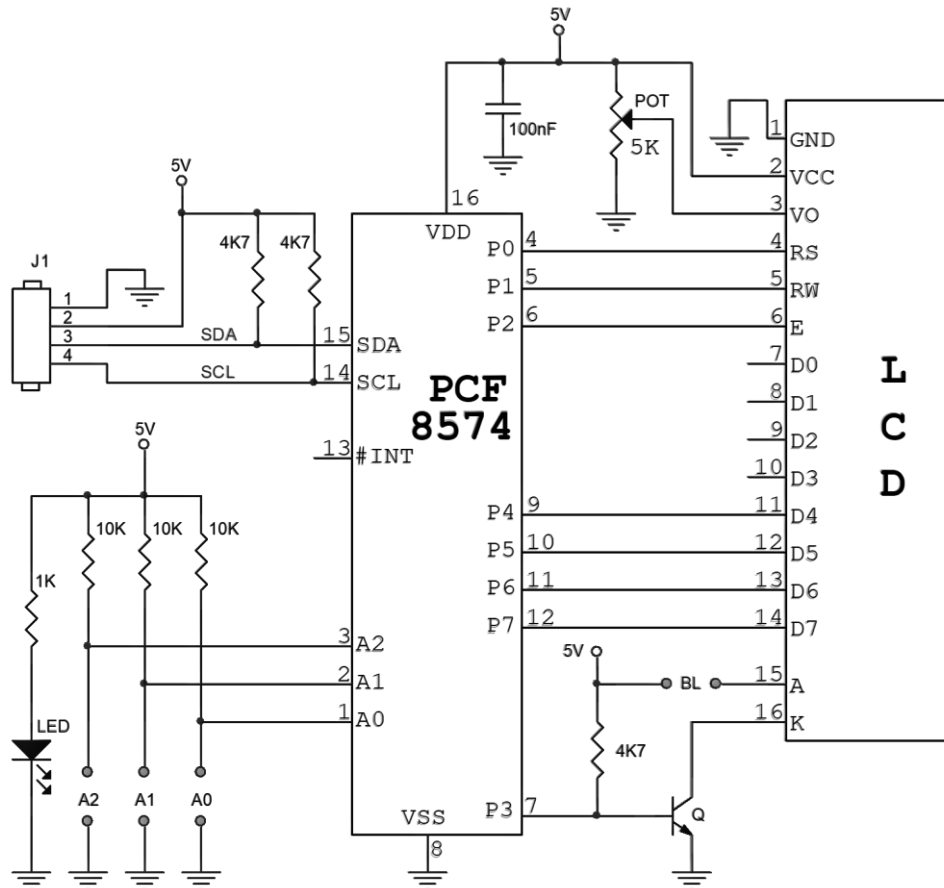 5V
16
VDD
100nF
POT
5K
1
GND
2
VCC
3
VO
4
RS
5
RW
6
E
7
D0
8
D1
9
D2
10
D3
11
D4
12
D5
13
D6
14
D7
15
A
16
K
L
C
D
5V
4K7
4K7
J1
1
2
3
4
SDA
SCL
15
SDA
14
SCL
13
#INT
PCF
8574
P0
4
P1
5
P2
6
P4
9
P5
10
P6
11
P7
12
5V
10K
10K
10K
1K
3
A2
2
A1
1
A0
LED
A2
A1
A0
VSS
8
P3
7
5V
BL
4K7
Q